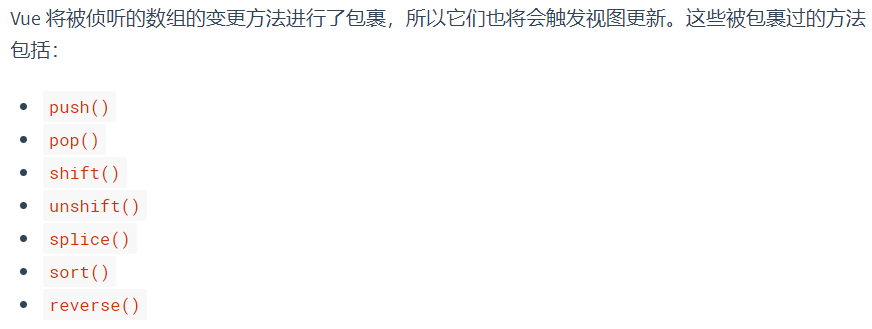 Vue 将被侦听的数组的变更方法进行了包裹，所以它们也将会触发视图更新。这些被包裹过的方法
包括：
push()
pop()
shift()
unshift()
splice()
sort()
reverse()